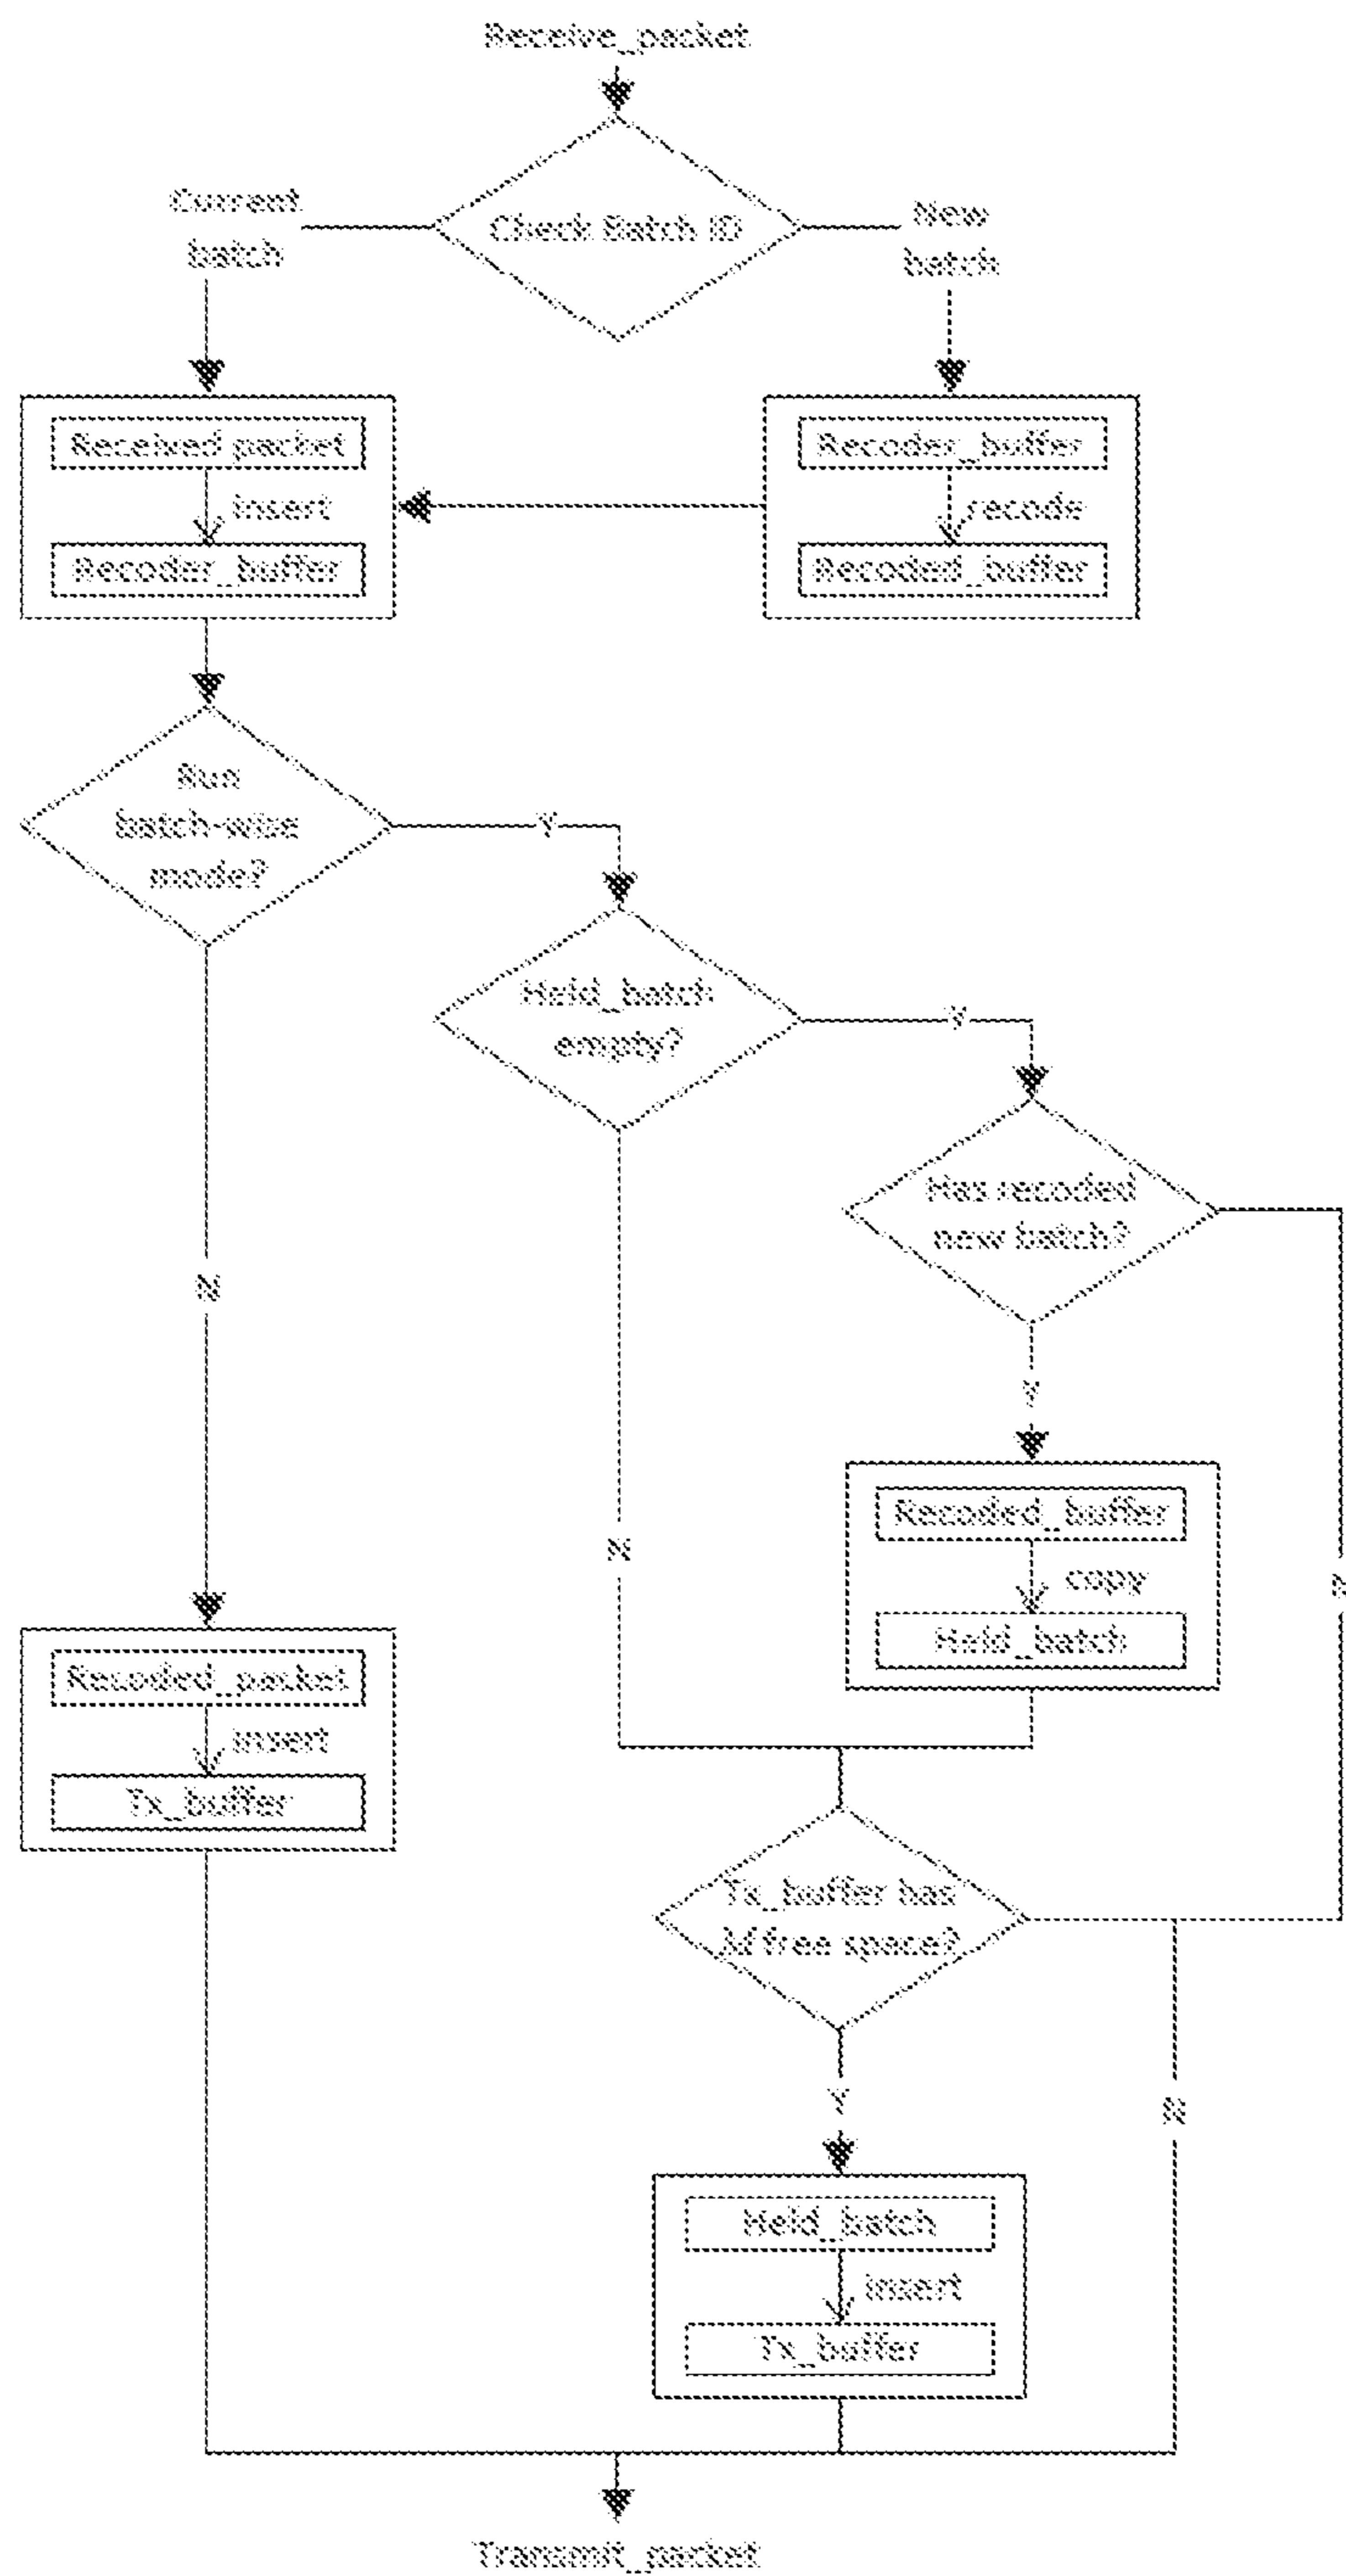 Receive_packet
Check Batch ID
Current
batch
New
batch
Received packet
insert
Recoder_buffer
Recoder_buffer
recode
Recoded_buffer
Run
batch-wise
mode?
Y
Held_batch
empty?
Y
Has recoded
new batch?
N
Y
Recoded_buffer
copy
Held_batch
N
N
Recoded_packet
insert
Tx_buffer
Tx_buffer has
M free space?
Y
N
Held_batch
insert
Tx_buffer
Transmit_packet